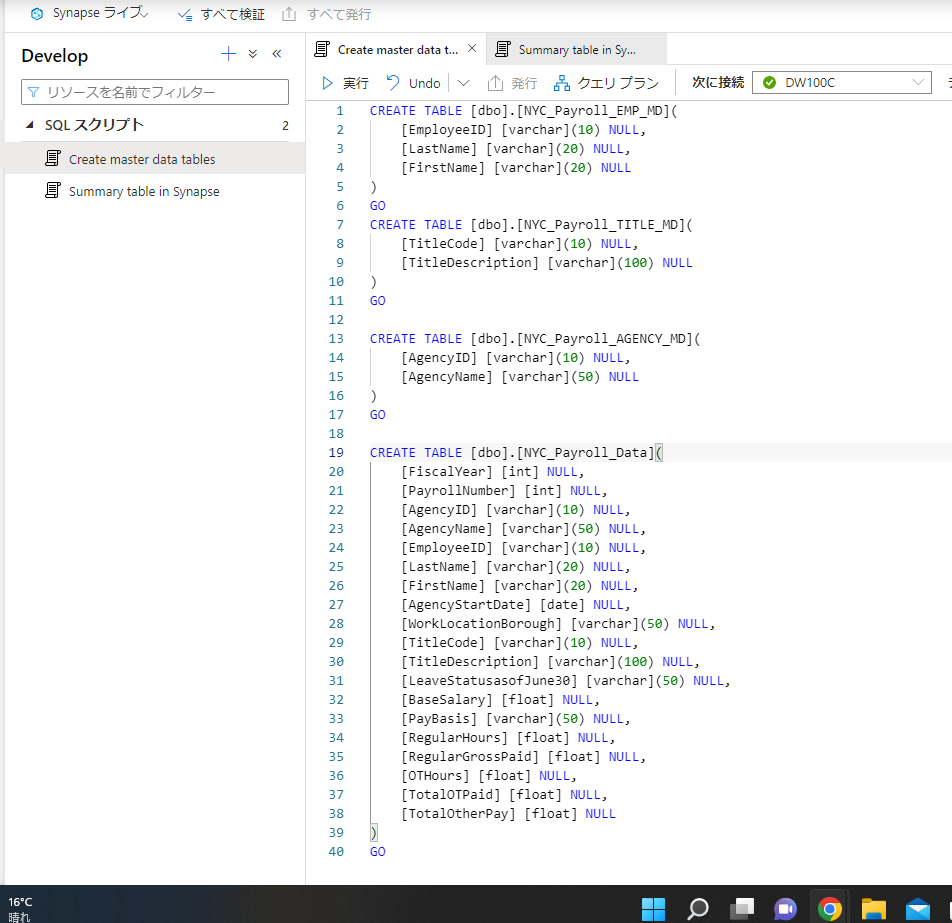 Synapse ライブ
すべて検証
すべて発行
Develop
リソースを名前でフィルター
SQL スクリプト 2
Create master data tables
Summary table in Synapse
Create master data t...
Summary table in Sy...
実行 Undo 発行 クエリ プラン 次に接続 DW100C
1 CREATE TABLE [dbo].[NYC_Payroll_EMP_MD](
2 [EmployeeID] [varchar](10) NULL,
3 [LastName] [varchar](20) NULL,
4 [FirstName] [varchar](20) NULL
5 )
6 GO
7 CREATE TABLE [dbo].[NYC_Payroll_TITLE_MD](
8 [TitleCode] [varchar](10) NULL,
9 [TitleDescription] [varchar](100) NULL
10 )
11 GO
12
13 CREATE TABLE [dbo].[NYC_Payroll_AGENCY_MD](
14 [AgencyID] [varchar](10) NULL,
15 [AgencyName] [varchar](50) NULL
16 )
17 GO
18
19 CREATE TABLE [dbo].[NYC_Payroll_Data](
20 [FiscalYear] [int] NULL,
21 [PayrollNumber] [int] NULL,
22 [AgencyID] [varchar](10) NULL,
23 [AgencyName] [varchar](50) NULL,
24 [EmployeeID] [varchar](10) NULL,
25 [LastName] [varchar](20) NULL,
26 [FirstName] [varchar](20) NULL,
27 [AgencyStartDate] [date] NULL,
28 [WorkLocationBorough] [varchar](50) NULL,
29 [TitleCode] [varchar](10) NULL,
30 [TitleDescription] [varchar](100) NULL,
31 [LeaveStatusasofJune30] [varchar](50) NULL,
32 [BaseSalary] [float] NULL,
33 [PayBasis] [varchar](50) NULL,
34 [RegularHours] [float] NULL,
35 [RegularGrossPaid] [float] NULL,
36 [OTHours] [float] NULL,
37 [TotalOTPaid] [float] NULL,
38 [TotalOtherPay] [float] NULL
39 )
40 GO
16°C
晴れ